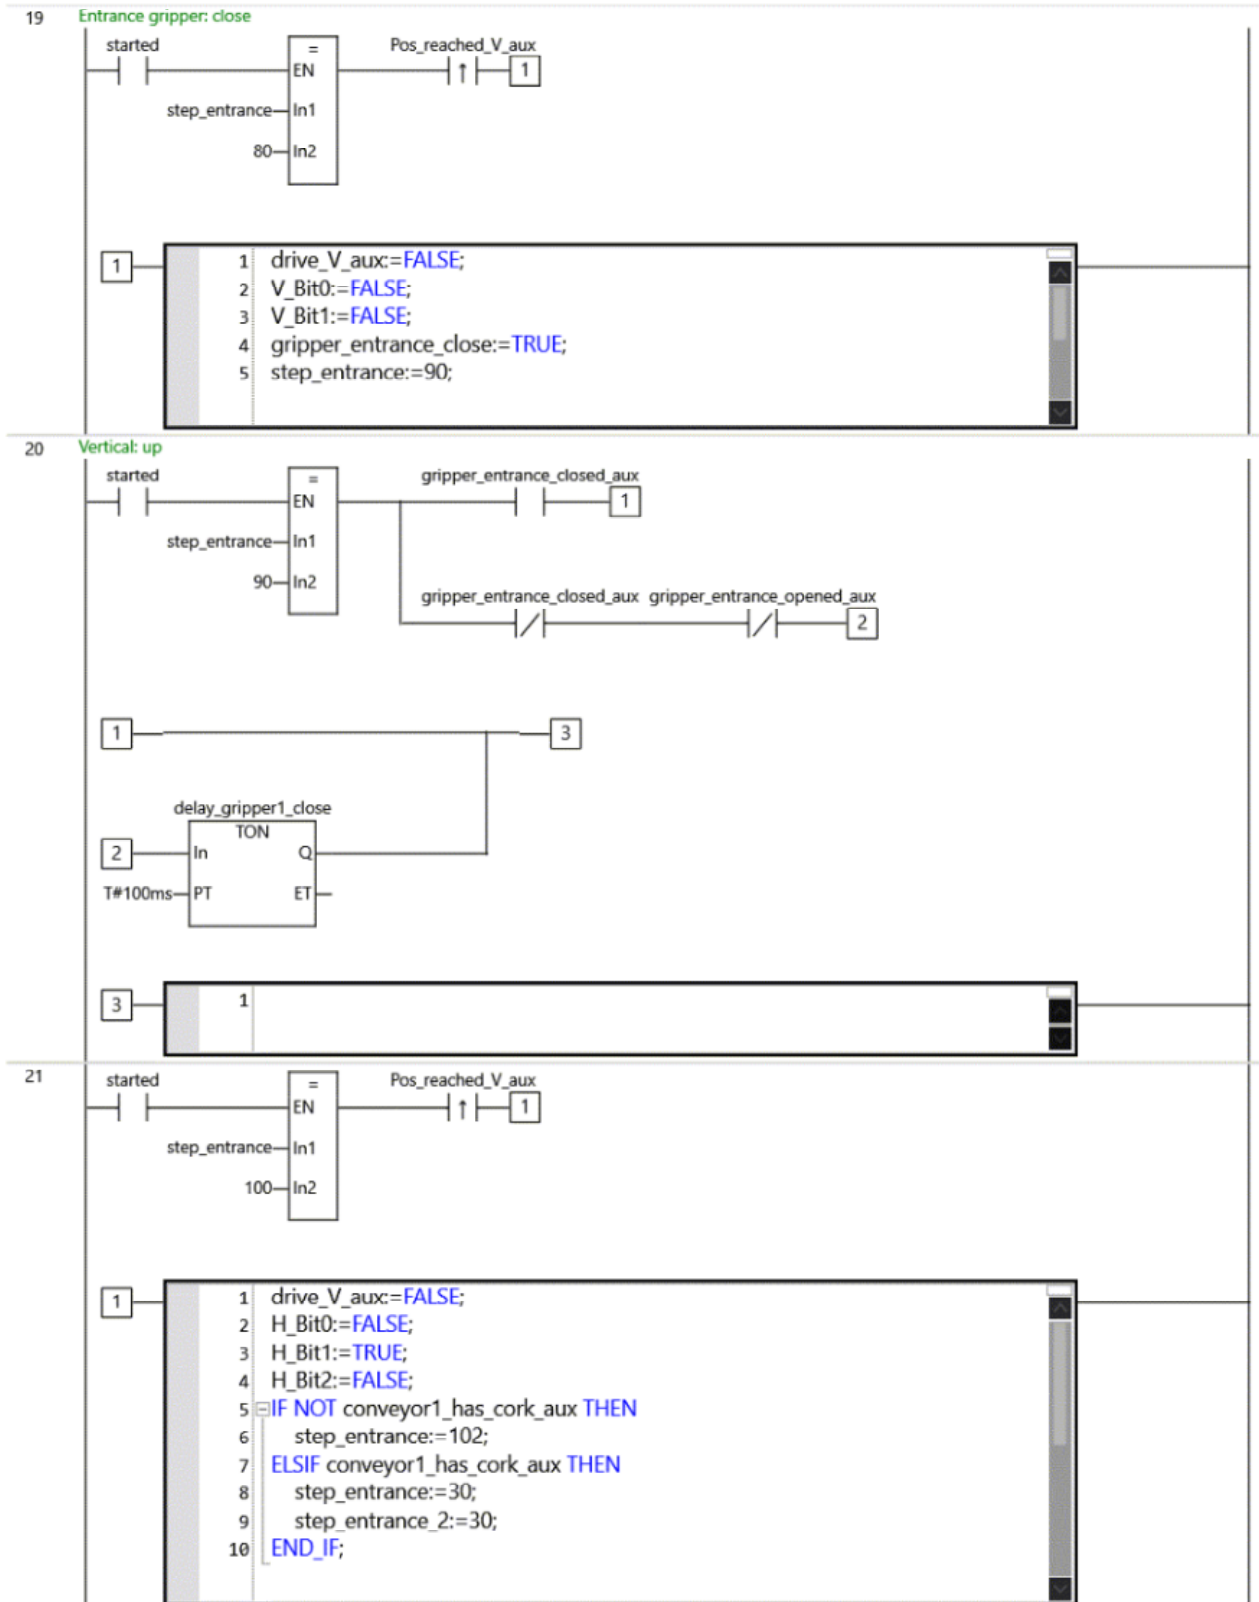 19 Entrance gripper: close
started = Pos_reached_V_aux
EN ↑ 1
step_entrance In1
80 In2
1 1 drive_V_aux:=FALSE;
2 V_Bit0:=FALSE;
3 V_Bit1:=FALSE;
4 gripper_entrance_close:=TRUE;
5 step_entrance:=90;
20 Vertical: up
started = gripper_entrance_closed_aux
EN 1
step_entrance In1
90 In2
gripper_entrance_closed_aux gripper_entrance_opened_aux
2
1 3
delay_gripper1_close
TON
2 In Q
T#100ms PT ET
3 1
21
started = Pos_reached_V_aux
EN ↑ 1
step_entrance In1
100 In2
1 1 drive_V_aux:=FALSE;
2 H_Bit0:=FALSE;
3 H_Bit1:=TRUE;
4 H_Bit2:=FALSE;
5 IF NOT conveyor1_has_cork_aux THEN
6 step_entrance:=102;
7 ELSIF conveyor1_has_cork_aux THEN
8 step_entrance:=30;
9 step_entrance_2:=30;
10 END_IF;